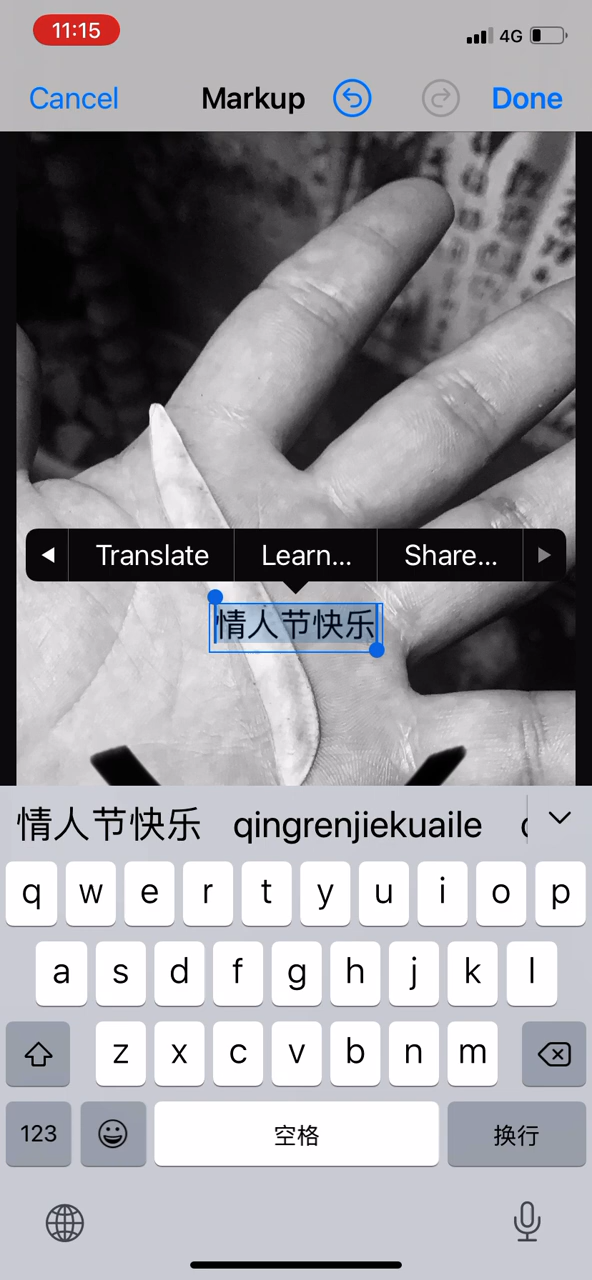 11:15
4G
Cancel
Markup
Done
Translate
Learn...
Share...
情人节快乐
情人节快乐 qingrenjiekuaile
q w e r t y u i o p
a s d f g h j k l
z x c v b n m
123
空格
换行